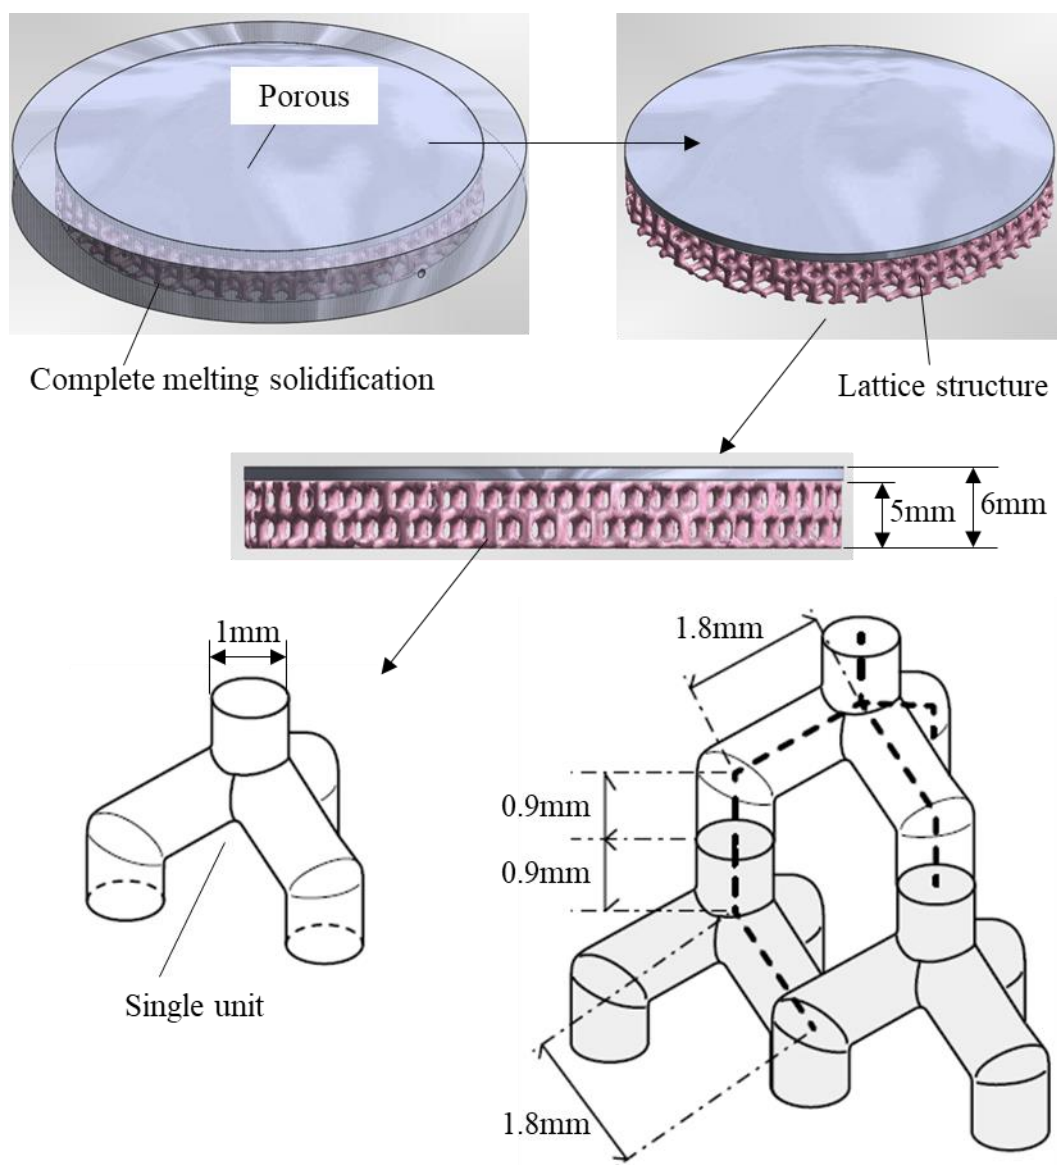 Porous
Complete melting solidification
Lattice structure
5mm
6mm
1mm
1.8mm
0.9mm
0.9mm
Single unit
1.8mm